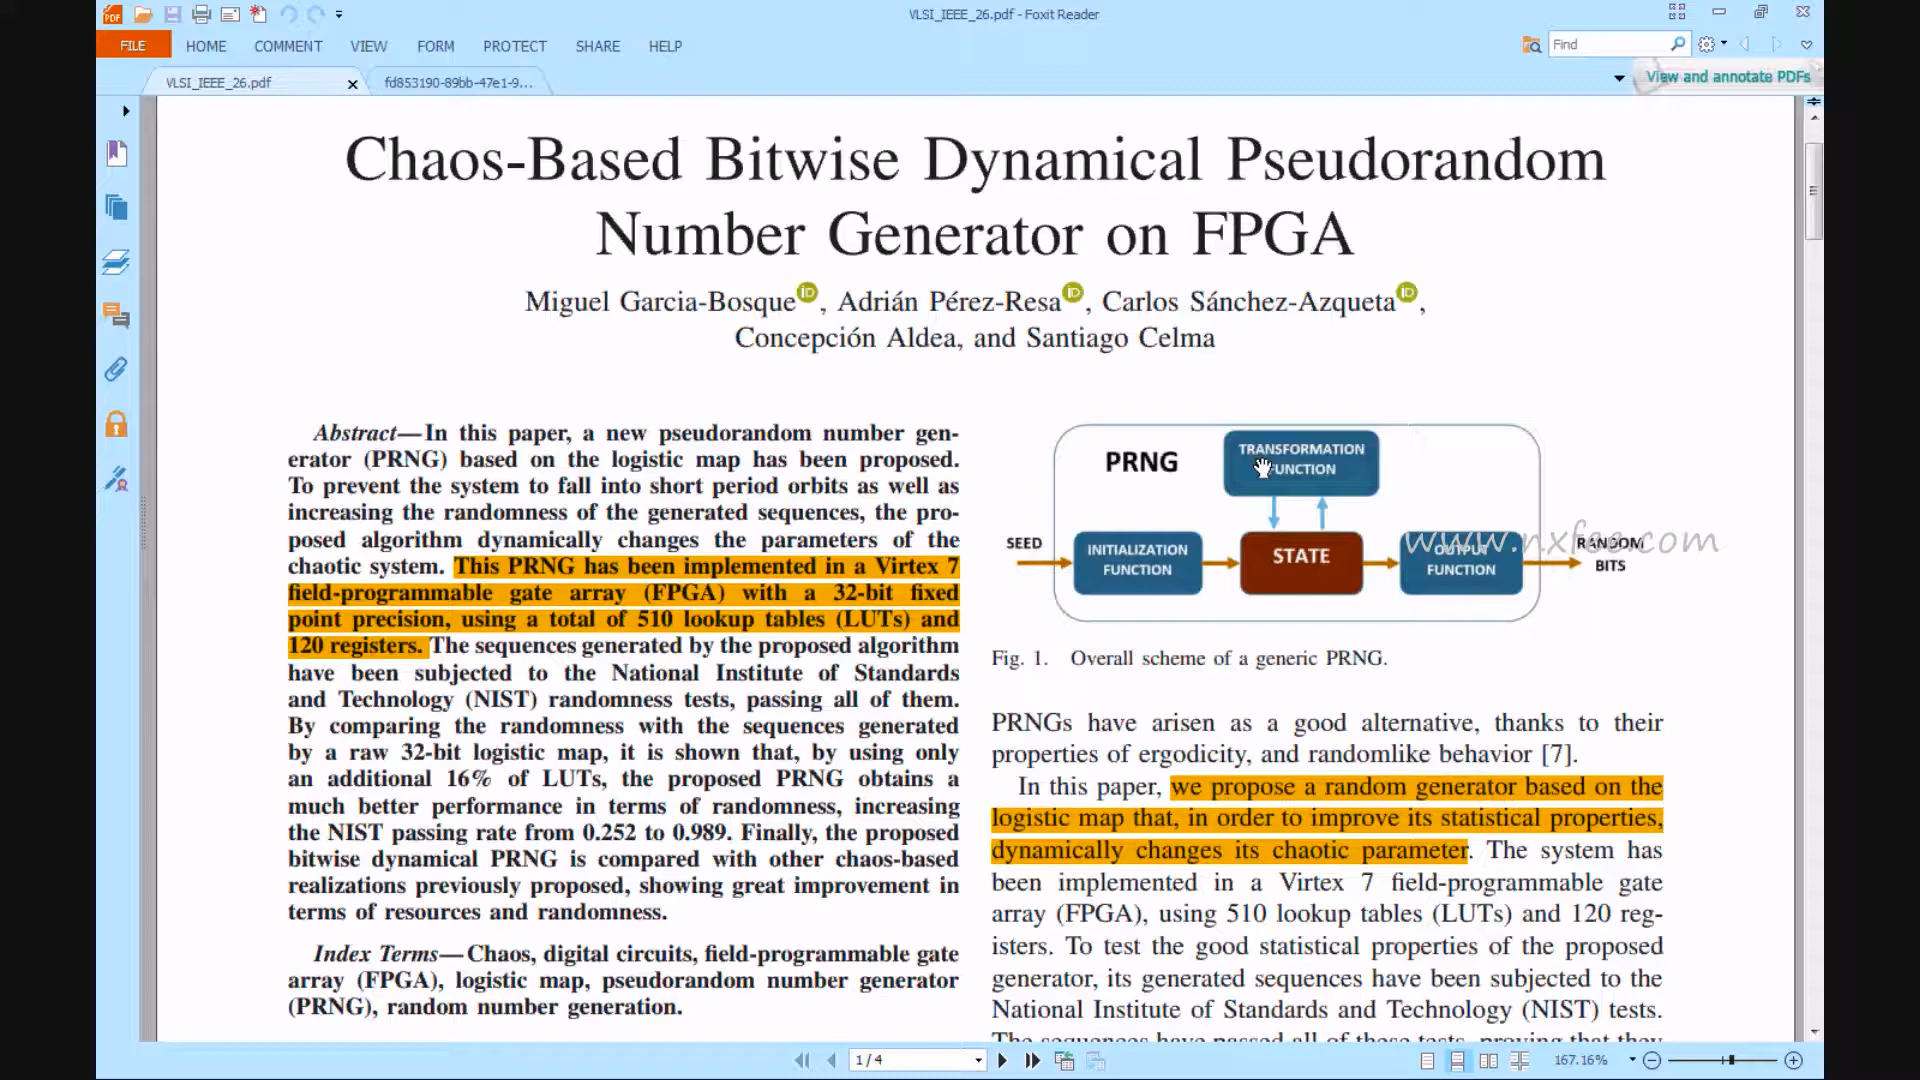 VLSI_IEEE_26.pdf - Foxit Reader
FILE HOME COMMENT VIEW FORM PROTECT SHARE HELP
Find
VLSI_IEEE_26.pdf
fd853190-89bb-47e1-9...
View and annotate PDFs
Chaos-Based Bitwise Dynamical Pseudorandom
Number Generator on FPGA
Miguel Garcia-Bosque, Adrián Pérez-Resa, Carlos Sánchez-Azqueta,
Concepción Aldea, and Santiago Celma
Abstract—In this paper, a new pseudorandom number gen-
erator (PRNG) based on the logistic map has been proposed.
To prevent the system to fall into short period orbits as well as
increasing the randomness of the generated sequences, the pro-
posed algorithm dynamically changes the parameters of the
chaotic system. This PRNG has been implemented in a Virtex 7
field-programmable gate array (FPGA) with a 32-bit fixed
point precision, using a total of 510 lookup tables (LUTs) and
120 registers. The sequences generated by the proposed algorithm
have been subjected to the National Institute of Standards
and Technology (NIST) randomness tests, passing all of them.
By comparing the randomness with the sequences generated
by a raw 32-bit logistic map, it is shown that, by using only
an additional 16% of LUTs, the proposed PRNG obtains a
much better performance in terms of randomness, increasing
the NIST passing rate from 0.252 to 0.989. Finally, the proposed
bitwise dynamical PRNG is compared with other chaos-based
realizations previously proposed, showing great improvement in
terms of resources and randomness.
Index Terms—Chaos, digital circuits, field-programmable gate
array (FPGA), logistic map, pseudorandom number generator
(PRNG), random number generation.
PRNG
TRANSFORMATION
FUNCTION
SEED
INITIALIZATION
FUNCTION
STATE
OUTPUT
FUNCTION
RANDOM
BITS
www.nxfee.com
Fig. 1. Overall scheme of a generic PRNG.
PRNGs have arisen as a good alternative, thanks to their
properties of ergodicity, and randomlike behavior [7].
In this paper, we propose a random generator based on the
logistic map that, in order to improve its statistical properties,
dynamically changes its chaotic parameter. The system has
been implemented in a Virtex 7 field-programmable gate
array (FPGA), using 510 lookup tables (LUTs) and 120 reg-
isters. To test the good statistical properties of the proposed
generator, its generated sequences have been subjected to the
National Institute of Standards and Technology (NIST) tests.
The sequences have passed all of these tests, proving that they
1 / 4
167.16%